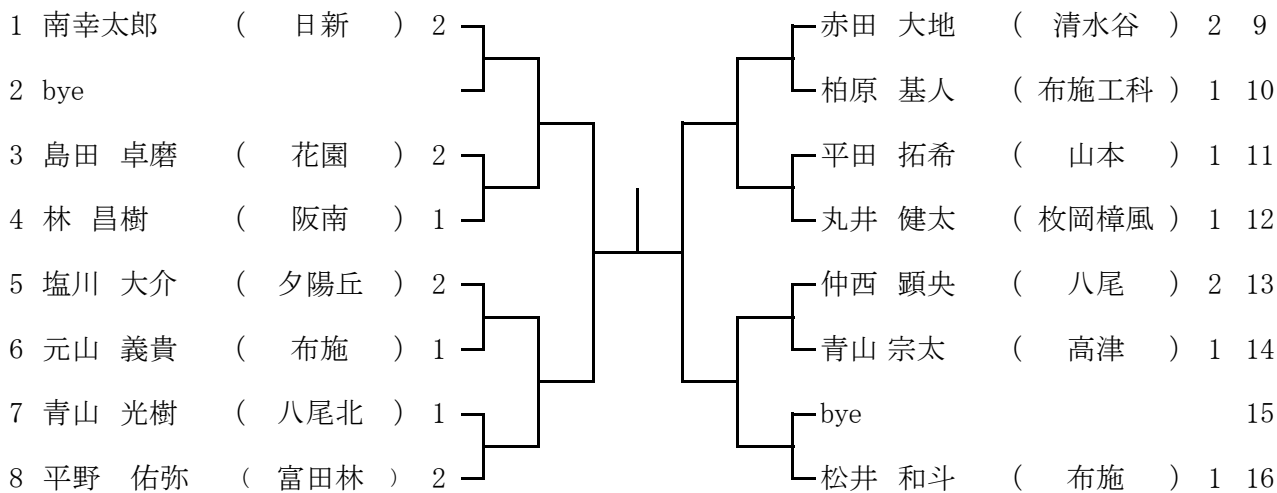 1 南幸太郎 ( 日新 ) 2
2 bye
3 島田 卓磨 ( 花園 ) 2
4 林 昌樹 ( 阪南 ) 1
5 塩川 大介 ( 夕陽丘 ) 2
6 元山 義貴 ( 布施 ) 1
7 青山 光樹 ( 八尾北 ) 1
8 平野 佑弥 ( 富田林 ) 2
赤田 大地 ( 清水谷 ) 2 9
柏原 基人 ( 布施工科 ) 1 10
平田 拓希 ( 山本 ) 1 11
丸井 健太 ( 枚岡樟風 ) 1 12
仲西 顕央 ( 八尾 ) 2 13
青山 宗太 ( 高津 ) 1 14
bye 15
松井 和斗 ( 布施 ) 1 16